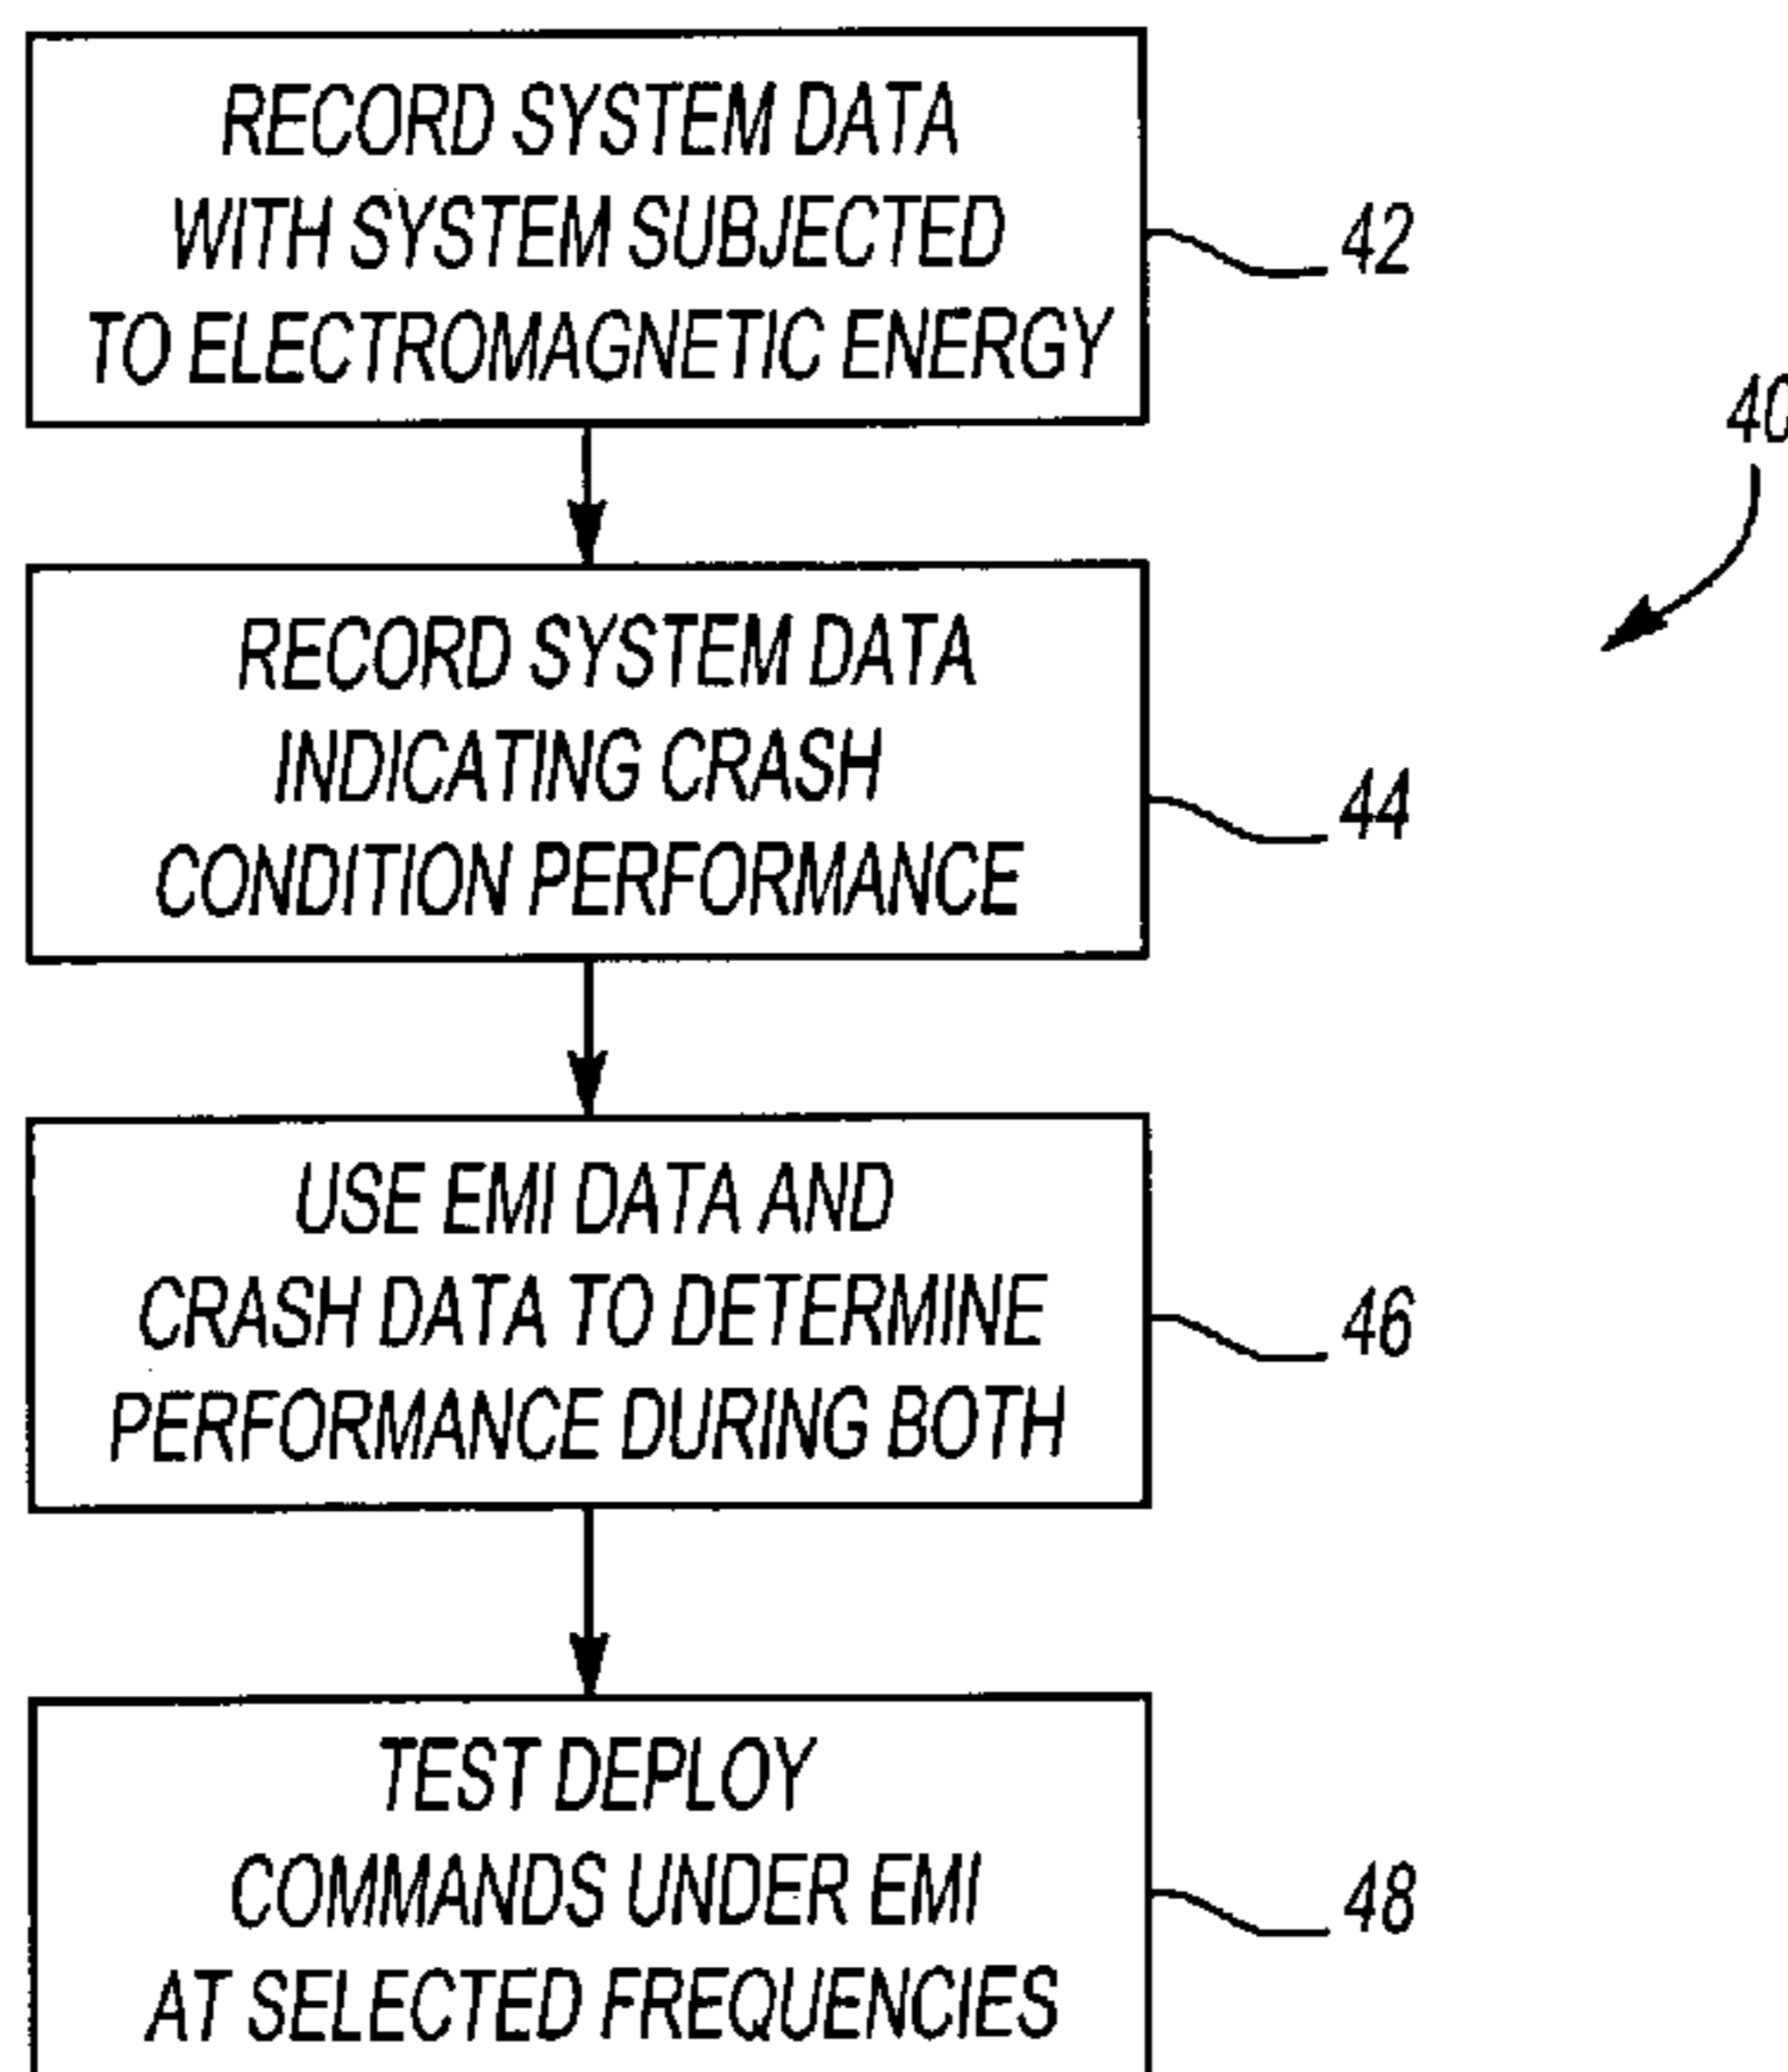 RECORD SYSTEM DATA
WITH SYSTEM SUBJECTED
TO ELECTROMAGNETIC ENERGY
42
40
RECORD SYSTEM DATA
INDICATING CRASH
CONDITION PERFORMANCE
44
USE EMI DATA AND
CRASH DATA TO DETERMINE
PERFORMANCE DURING BOTH
46
TEST DEPLOY
COMMANDS UNDER EMI
AT SELECTED FREQUENCIES
48